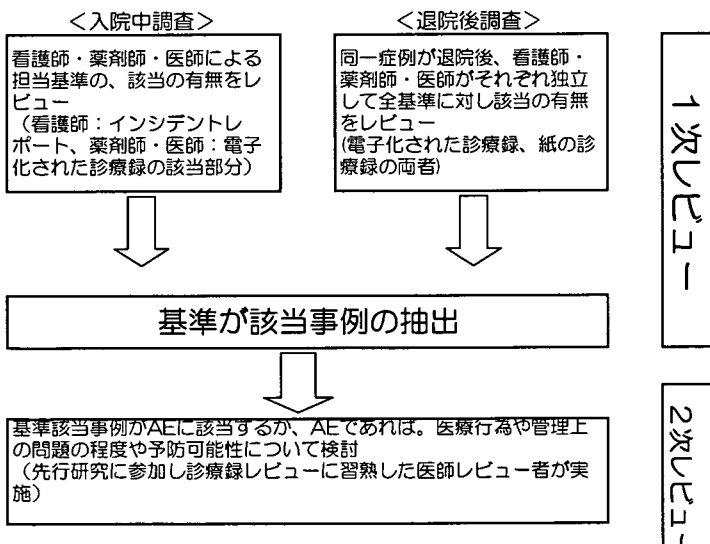 ＜入院中調査＞
看護師・薬剤師・医師による
担当基準の、該当の有無をレ
ビュー
（看護師：インシデントレ
ポート、薬剤師・医師：電子
化された診療録の該当部分）
＜退院後調査＞
同一症例が退院後、看護師・
薬剤師・医師がそれぞれ独立
して全基準に対し該当の有無
をレビュー
(電子化された診療録、紙の診
療録の両者)
1次レビュー
基準が該当事例の抽出
基準該当事例がAEに該当するか、AEであれば。医療行為や管理上
の問題の程度や予防可能性について検討
（先行研究に参加し診療録レビューに習熟した医師レビュー者が実
施）
2次レビュー